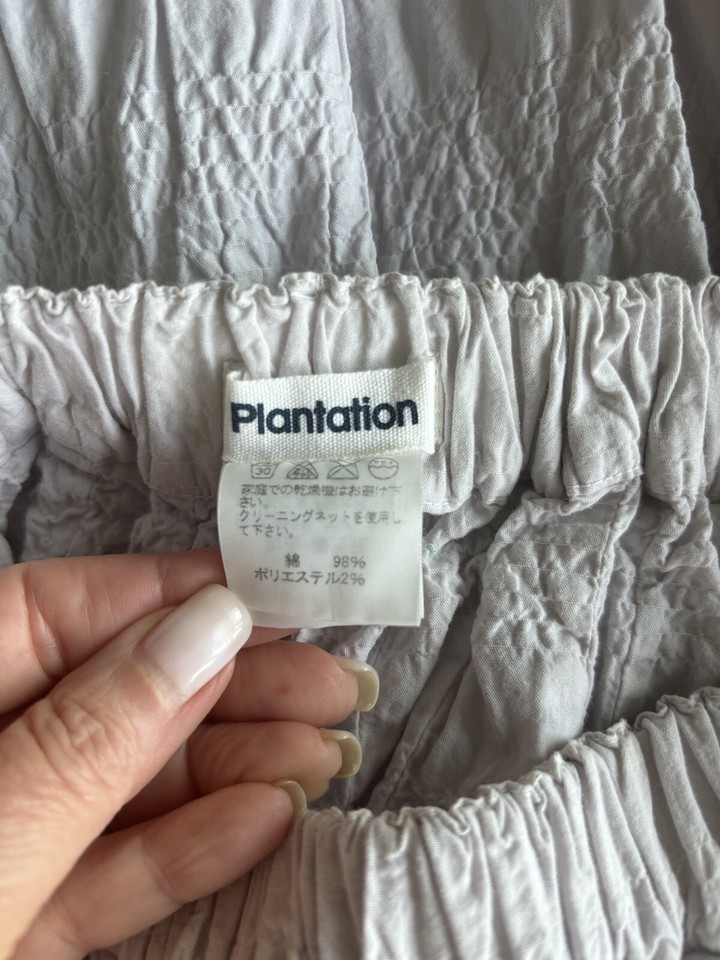 Plantation
30
家庭での乾燥機はお避け下
さい。
クリーニングネットを使用し
て下さい。
綿 98%
ポリエステル2%